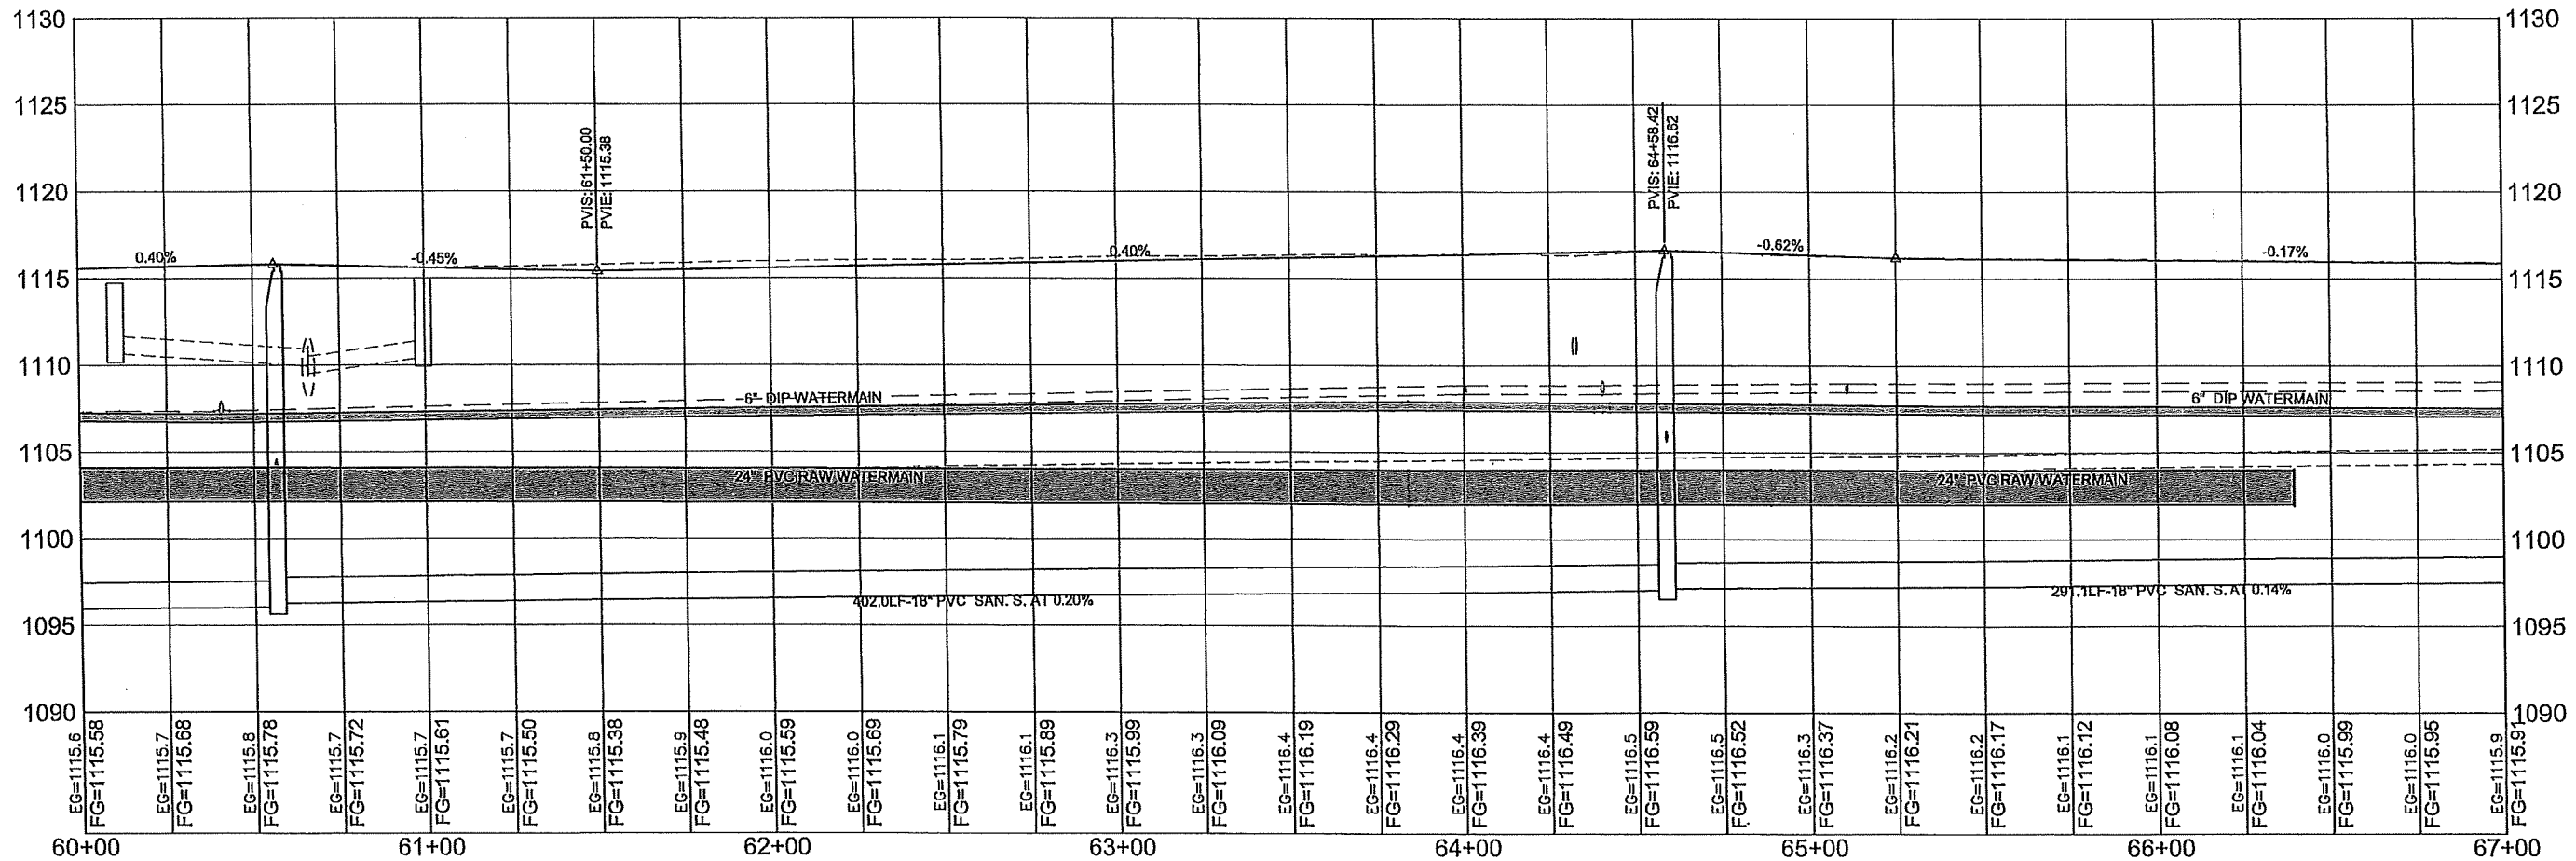 1130
1130
1125
1125
1120
1120
1115
1115
1110
1110
1105
1105
1100
1100
1095
1095
1090
1090
PVIS: 61+50.00
PVIE: 1115.38
PVIS: 64+58.42
PVIE: 1116.62
0.40%
-0.45%
0.40%
-0.62%
-0.17%
6" DIP WATERMAIN
6" DIP WATERMAIN
24" PVC RAW WATERMAIN
24" PVC RAW WATERMAIN
402.0LF-18" PVC SAN. S. AT 0.20%
291.1LF-18" PVC SAN. S. AT 0.14%
EG=1115.6
FG=1115.58
EG=1115.7
FG=1115.68
EG=1115.8
FG=1115.78
EG=1115.7
FG=1115.72
EG=1115.7
FG=1115.61
EG=1115.7
FG=1115.50
EG=1115.8
FG=1115.38
EG=1115.9
FG=1115.48
EG=1116.0
FG=1115.59
EG=1116.0
FG=1115.69
EG=1116.1
FG=1115.79
EG=1116.1
FG=1115.89
EG=1116.3
FG=1115.99
EG=1116.3
FG=1116.09
EG=1116.4
FG=1116.19
EG=1116.4
FG=1116.29
EG=1116.4
FG=1116.39
EG=1116.4
FG=1116.49
EG=1116.5
FG=1116.59
EG=1116.5
FG=1116.52
EG=1116.3
FG=1116.37
EG=1116.2
FG=1116.21
EG=1116.2
FG=1116.17
EG=1116.1
FG=1116.12
EG=1116.1
FG=1116.08
EG=1116.1
FG=1116.04
EG=1116.0
FG=1115.99
EG=1116.0
FG=1115.95
EG=1115.9
FG=1115.91
60+00
61+00
62+00
63+00
64+00
65+00
66+00
67+00